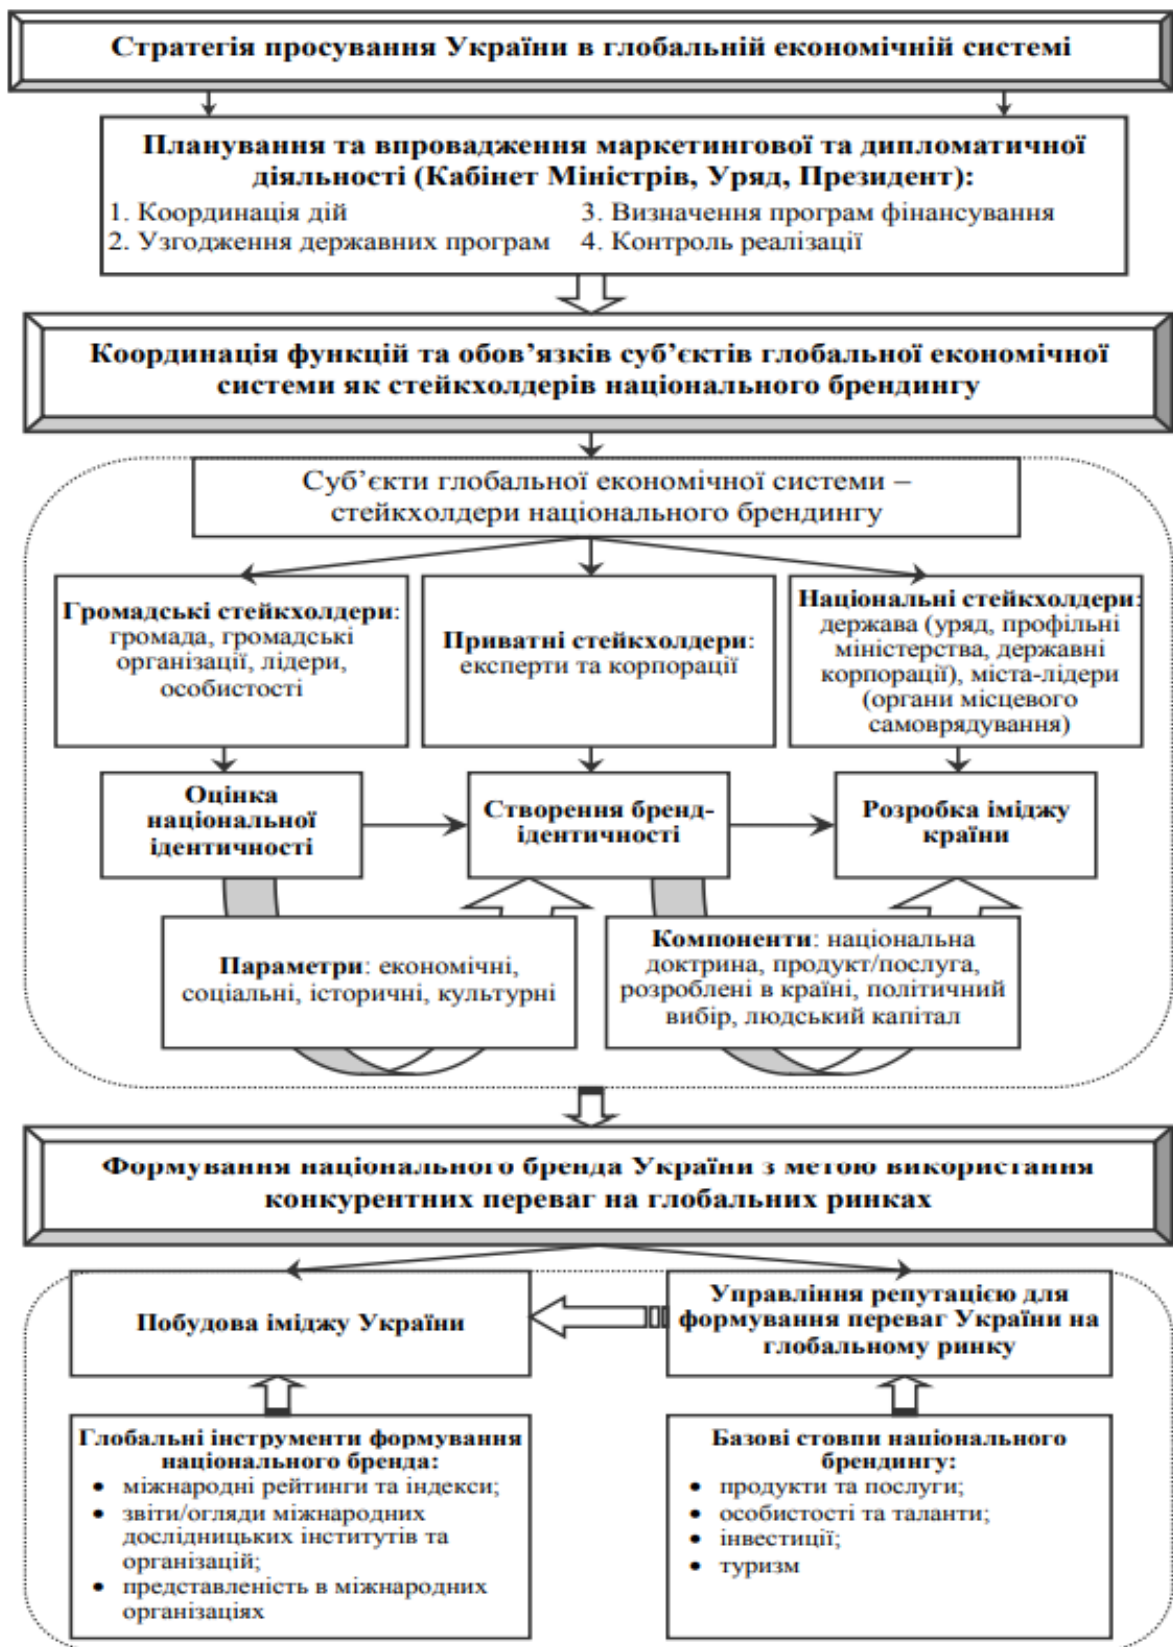 Стратегія просування України в глобальній економічній системі
Планування та впровадження маркетингової та дипломатичної
діяльності (Кабінет Міністрів, Уряд, Президент):
1. Координація дій
2. Узгодження державних програм
3. Визначення програм фінансування
4. Контроль реалізації
Координація функцій та обов’язків суб’єктів глобальної економічної
системи як стейкхолдерів національного брендингу
Суб’єкти глобальної економічної системи –
стейкхолдери національного брендингу
Громадські стейкхолдери:
громада, громадські
організації, лідери,
особистості
Приватні стейкхолдери:
експерти та корпорації
Національні стейкхолдери:
держава (уряд, профільні
міністерства, державні
корпорації), міста-лідери
(органи місцевого
самоврядування)
Оцінка
національної
ідентичності
Створення бренд-
ідентичності
Розробка іміджу
країни
Параметри: економічні,
соціальні, історичні, культурні
Компоненти: національна
доктрина, продукт/послуга,
розроблені в країні, політичний
вибір, людський капітал
Формування національного бренда України з метою використання
конкурентних переваг на глобальних ринках
Побудова іміджу України
Управління репутацією для
формування переваг України на
глобальному ринку
Глобальні інструменти формування
національного бренда:
• міжнародні рейтинги та індекси;
• звіти/огляди міжнародних
дослідницьких інститутів та
організацій;
• представленість в міжнародних
організаціях
Базові стовпи національного
брендингу:
• продукти та послуги;
• особистості та таланти;
• інвестиції;
• туризм